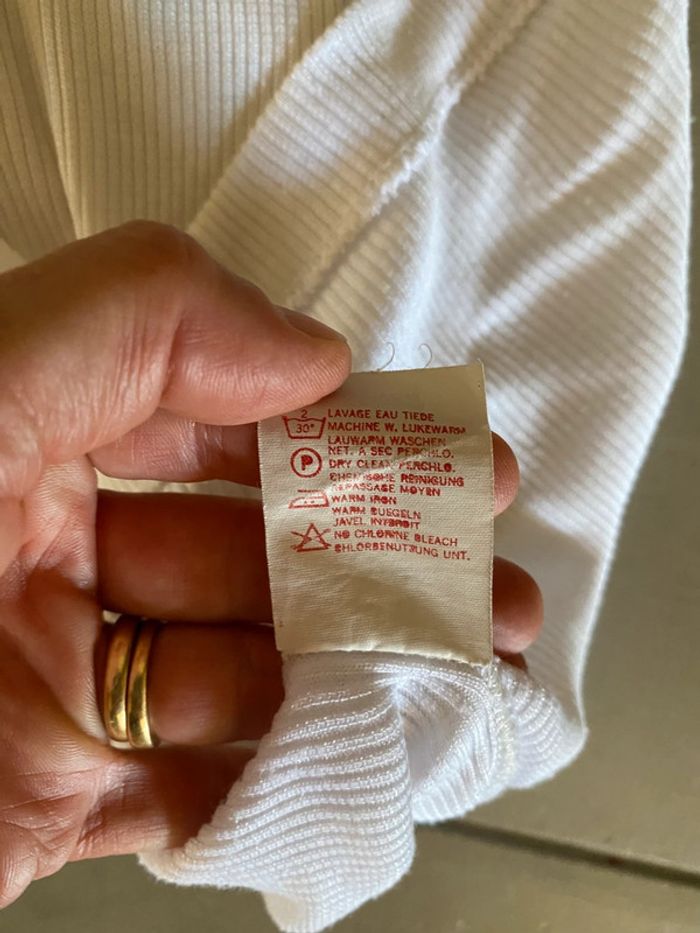 2
30°
LAVAGE EAU TIEDE
MACHINE W. LUKEWARM
LAUWARM WASCHEN
P
NET. A SEC PERCHLO.
DRY CLEAN PERCHLO.
CHEMISCHE REINIGUNG
REPASSAGE MOYEN
WARM IRON
WARM BUEGELN
JAVEL INTERDIT
NO CHLORINE BLEACH
CHLORBENUTZUNG UNT.